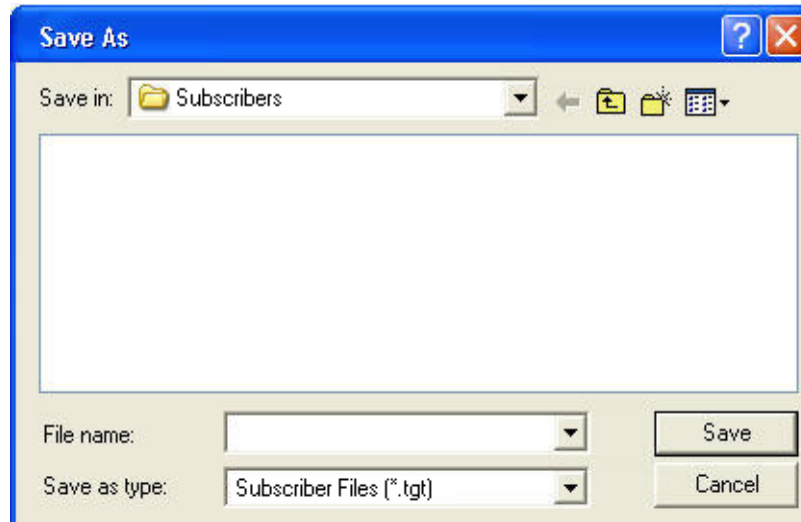 Save As
Save in: Subscribers
File name:
Save
Save as type: Subscriber Files (*.tgt)
Cancel